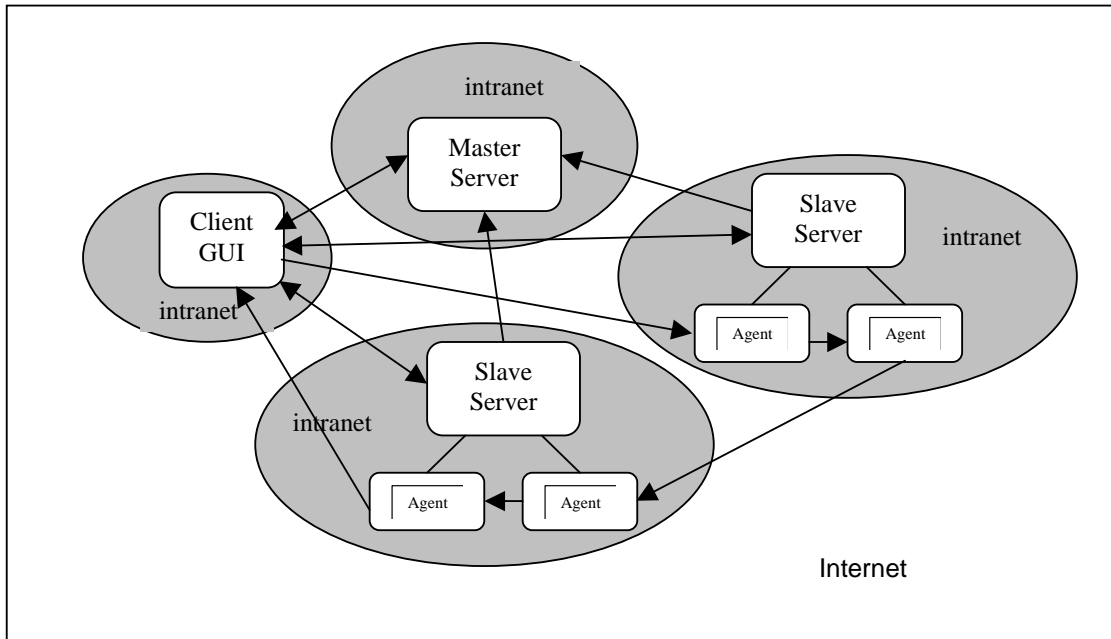 intranet
Master
Server
Client
GUI
intranet
Slave
Server
intranet
Agent
Agent
Slave
Server
intranet
Agent
Agent
Internet